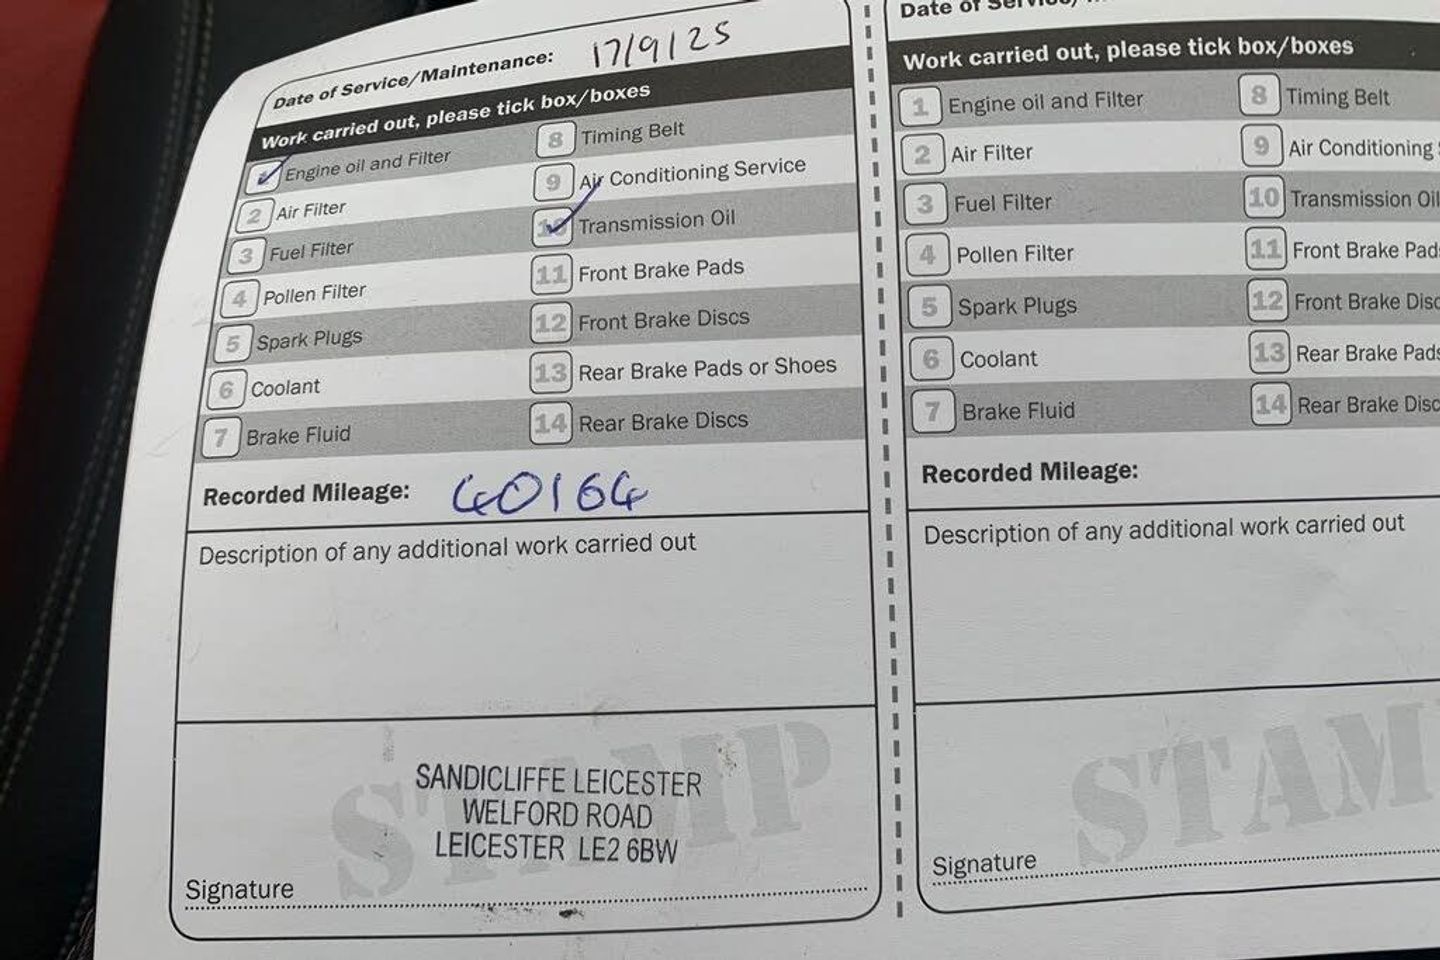 Date of Service/Maintenance: 17/9/25
Work carried out, please tick box/boxes
Engine oil and Filter
2 Air Filter
3 Fuel Filter
4 Pollen Filter
5 Spark Plugs
6 Coolant
7 Brake Fluid
8 Timing Belt
9 Air Conditioning Service
10 Transmission Oil
11 Front Brake Pads
12 Front Brake Discs
13 Rear Brake Pads or Shoes
14 Rear Brake Discs
Recorded Mileage: 40164
Description of any additional work carried out
STAMP
SANDICLIFFE LEICESTER
WELFORD ROAD
LEICESTER LE2 6BW
Signature
Date of Service/
Work carried out, please tick box/boxes
1 Engine oil and Filter
2 Air Filter
3 Fuel Filter
4 Pollen Filter
5 Spark Plugs
6 Coolant
7 Brake Fluid
8 Timing Belt
9 Air Conditioning
10 Transmission Oil
11 Front Brake Pads
12 Front Brake Disc
13 Rear Brake Pads
14 Rear Brake Disc
Recorded Mileage:
Description of any additional work carried out
STAM
Signature